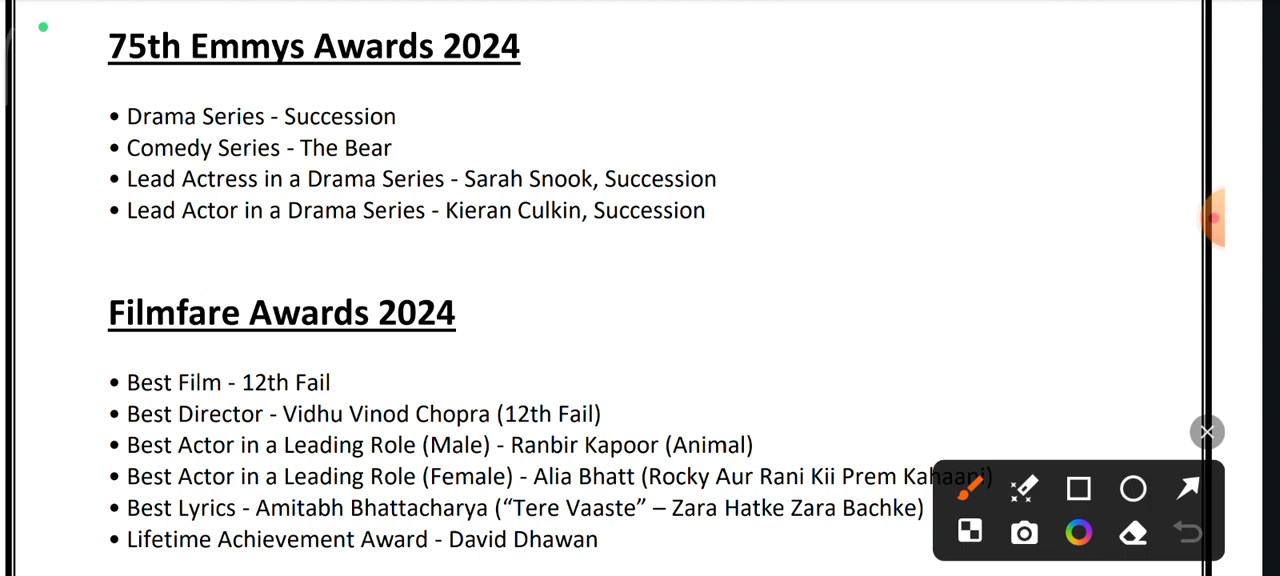 75th Emmys Awards 2024
• Drama Series - Succession
• Comedy Series - The Bear
• Lead Actress in a Drama Series - Sarah Snook, Succession
• Lead Actor in a Drama Series - Kieran Culkin, Succession
Filmfare Awards 2024
• Best Film - 12th Fail
• Best Director - Vidhu Vinod Chopra (12th Fail)
• Best Actor in a Leading Role (Male) - Ranbir Kapoor (Animal)
• Best Actor in a Leading Role (Female) - Alia Bhatt (Rocky Aur Rani Kii Prem Kahaani)
• Best Lyrics - Amitabh Bhattacharya (“Tere Vaaste” – Zara Hatke Zara Bachke)
• Lifetime Achievement Award - David Dhawan